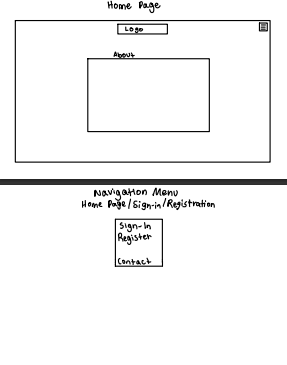 Home Page
Logo
About
Navigation Menu
Home Page/Sign-in/Registration
Sign-In
Register
Contact